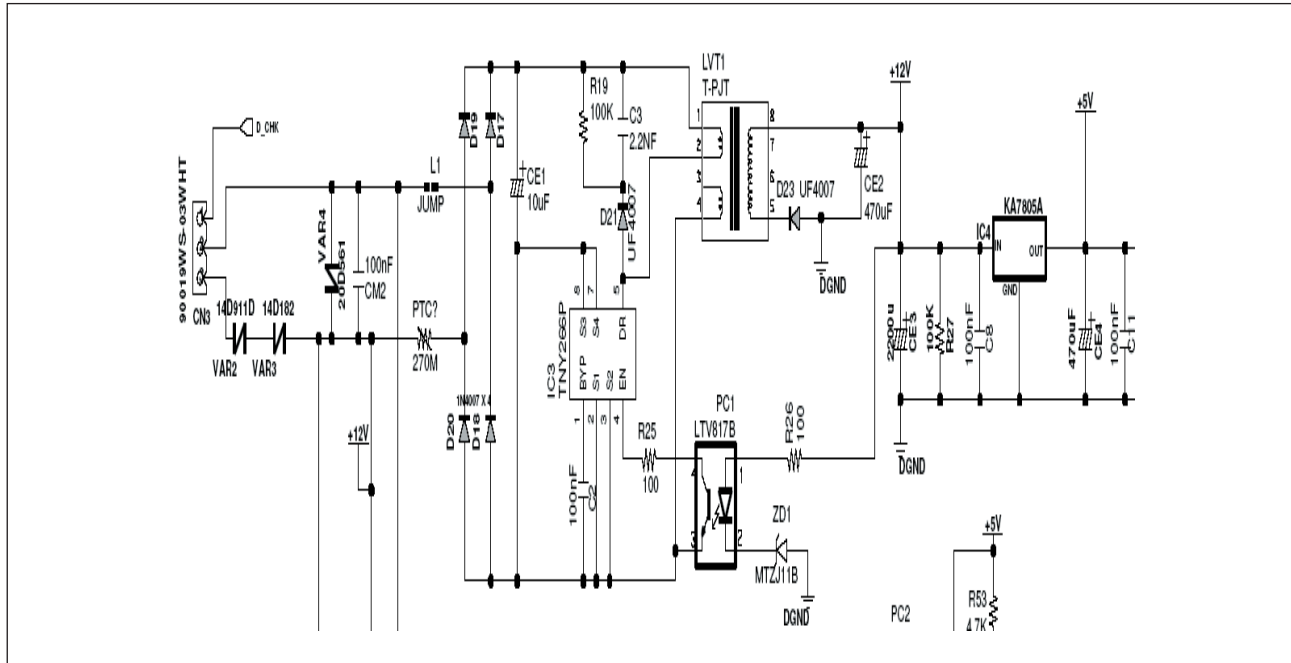 LVT1
T-PJT
+12V
+5V
R19
100K
C3
2.2NF
D_CHK
D19
D17
L1
JUMP
CE1
10uF
D21
UF4007
1
2
3
4
8
7
6
5
D23 UF4007
CE2
470uF
DGND
KA7805A
IC4
IN
OUT
GND
90019WS-03WHT
CN3
VAR4
20D561
100nF
CM2
14D911D
14D182
VAR2
VAR3
PTC?
270M
8
7
5
S3
S4
DR
IC3
TNY266P
BYP
S1
S2
EN
1
2
3
4
2200u
CE3
100K
R27
100nF
C8
470uF
CE4
100nF
C11
1N4007 X 4
D20
D18
+12V
R25
100
PC1
LTV817B
4
3
1
2
R26
100
DGND
100nF
C2
ZD1
MTZJ11B
DGND
+5V
PC2
R53
4.7K